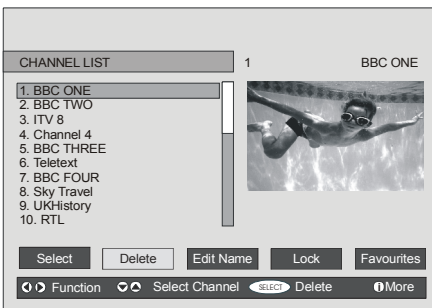 CHANNEL LIST 1 BBC ONE
1. BBC ONE
2. BBC TWO
3. ITV 8
4. Channel 4
5. BBC THREE
6. Teletext
7. BBC FOUR
8. Sky Travel
9. UKHistory
10. RTL
Select Delete Edit Name Lock Favourites
Function Select Channel SELECT Delete i More